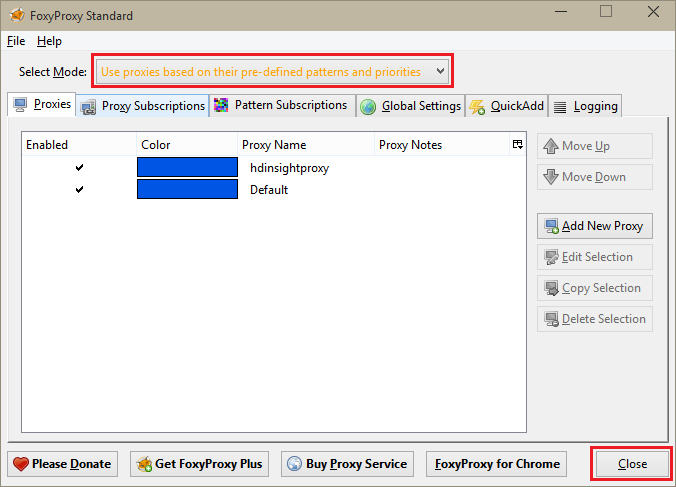 FoxyProxy Standard
File Help
Select Mode: Use proxies based on their pre-defined patterns and priorities
Proxies Proxy Subscriptions Pattern Subscriptions Global Settings QuickAdd Logging
Enabled Color Proxy Name Proxy Notes
Move Up
hdinsightproxy
Move Down
Default
Add New Proxy
Edit Selection
Copy Selection
Delete Selection
Please Donate Get FoxyProxy Plus Buy Proxy Service FoxyProxy for Chrome Close